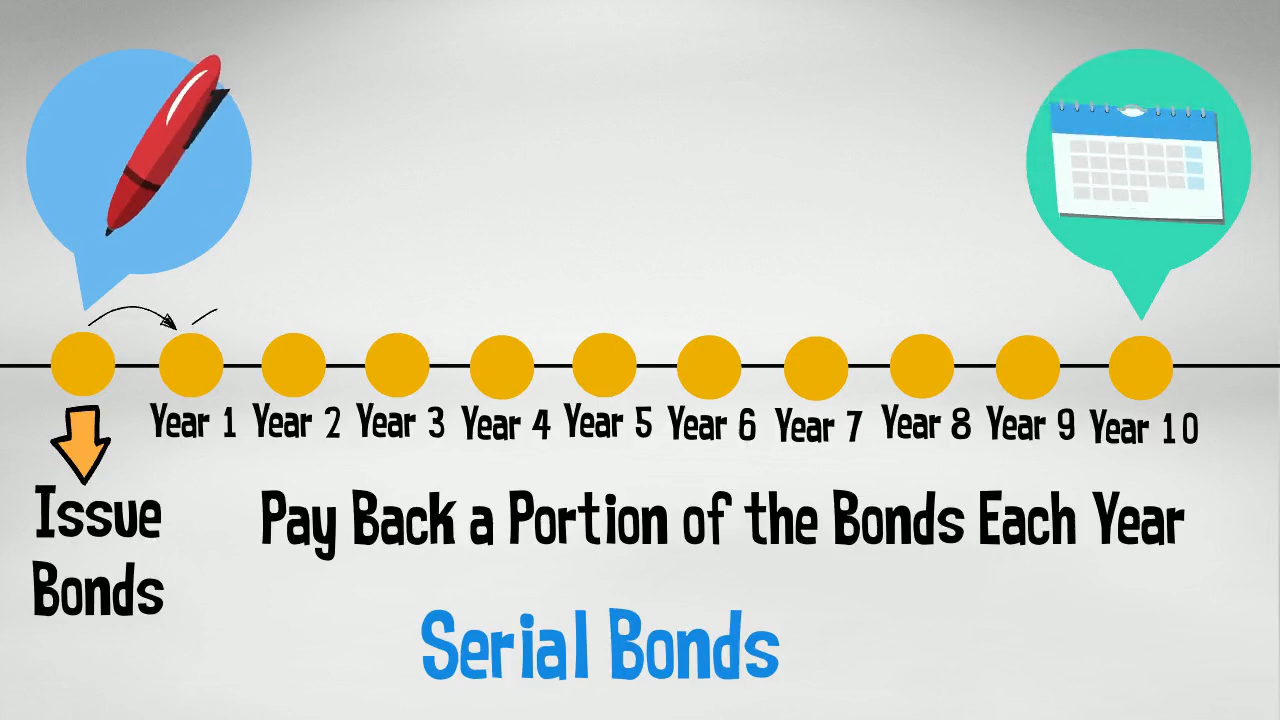 Year 1 Year 2 Year 3 Year 4 Year 5 Year 6 Year 7 Year 8 Year 9 Year 10
Issue
Bonds
Pay Back a Portion of the Bonds Each Year
Serial Bonds